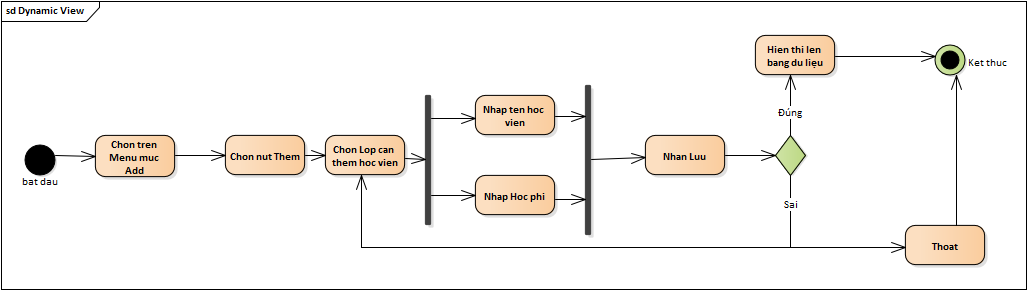 sd Dynamic View
Hien thi len
bang du lieu
Ket thuc
Đúng
Nhap ten hoc
vien
Chon tren
Menu muc
Add
Chon nut Them
Chon Lop can
them hoc vien
Nhan Luu
bat dau
Nhap Hoc phi
Sai
Thoat